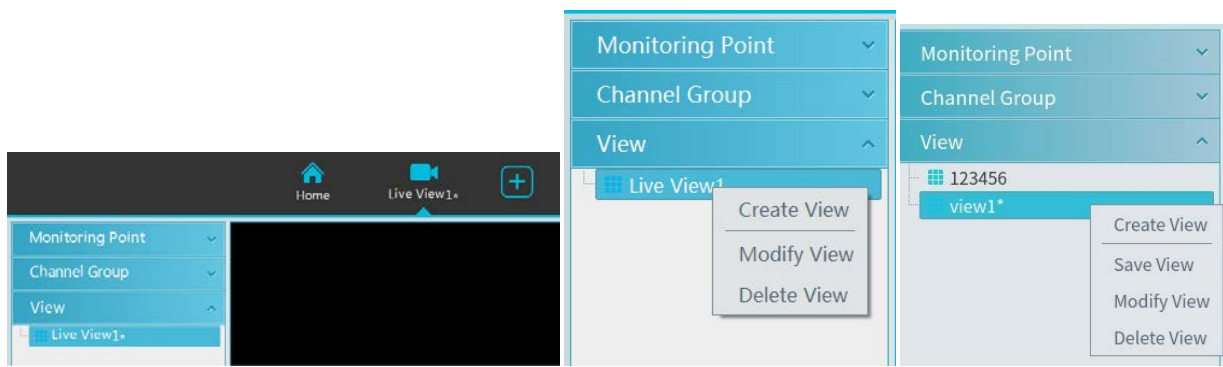 Home
Live View1*
Monitoring Point
Channel Group
View
Live View1*
Monitoring Point
Channel Group
View
Live View1
Create View
Modify View
Delete View
Monitoring Point
Channel Group
View
123456
view1*
Create View
Save View
Modify View
Delete View